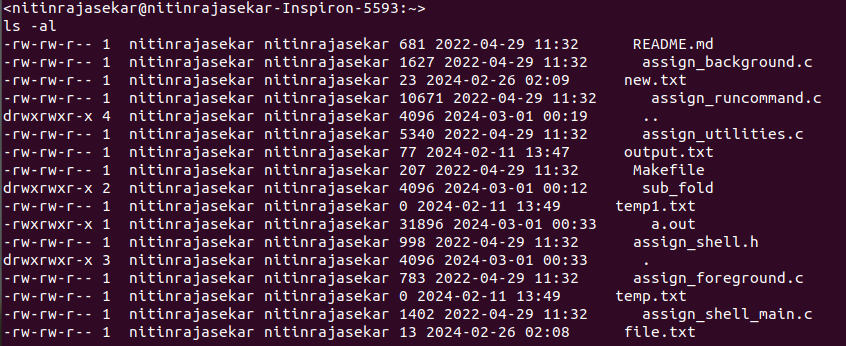 <nitinrajasekar@nitinrajasekar-Inspiron-5593:~>
ls -al
-rw-rw-r-- 1  nitinrajasekar nitinrajasekar 681 2022-04-29 11:32      README.md
-rw-rw-r-- 1  nitinrajasekar nitinrajasekar 1627 2022-04-29 11:32      assign_background.c
-rw-rw-r-- 1  nitinrajasekar nitinrajasekar 23 2024-02-26 02:09      new.txt
-rw-rw-r-- 1  nitinrajasekar nitinrajasekar 10671 2022-04-29 11:32      assign_runcommand.c
drwxrwxr-x 4  nitinrajasekar nitinrajasekar 4096 2024-03-01 00:19      ..
-rw-rw-r-- 1  nitinrajasekar nitinrajasekar 5340 2022-04-29 11:32      assign_utilities.c
-rw-rw-r-- 1  nitinrajasekar nitinrajasekar 77 2024-02-11 13:47      output.txt
-rw-rw-r-- 1  nitinrajasekar nitinrajasekar 207 2022-04-29 11:32      Makefile
drwxrwxr-x 2  nitinrajasekar nitinrajasekar 4096 2024-03-01 00:12      sub_fold
-rw-rw-r-- 1  nitinrajasekar nitinrajasekar 0 2024-02-11 13:49      temp1.txt
-rwxrwxr-x 1  nitinrajasekar nitinrajasekar 31896 2024-03-01 00:33      a.out
-rw-rw-r-- 1  nitinrajasekar nitinrajasekar 998 2022-04-29 11:32      assign_shell.h
drwxrwxr-x 3  nitinrajasekar nitinrajasekar 4096 2024-03-01 00:33      .
-rw-rw-r-- 1  nitinrajasekar nitinrajasekar 783 2022-04-29 11:32      assign_foreground.c
-rw-rw-r-- 1  nitinrajasekar nitinrajasekar 0 2024-02-11 13:49      temp.txt
-rw-rw-r-- 1  nitinrajasekar nitinrajasekar 1402 2022-04-29 11:32      assign_shell_main.c
-rw-rw-r-- 1  nitinrajasekar nitinrajasekar 13 2024-02-26 02:08      file.txt